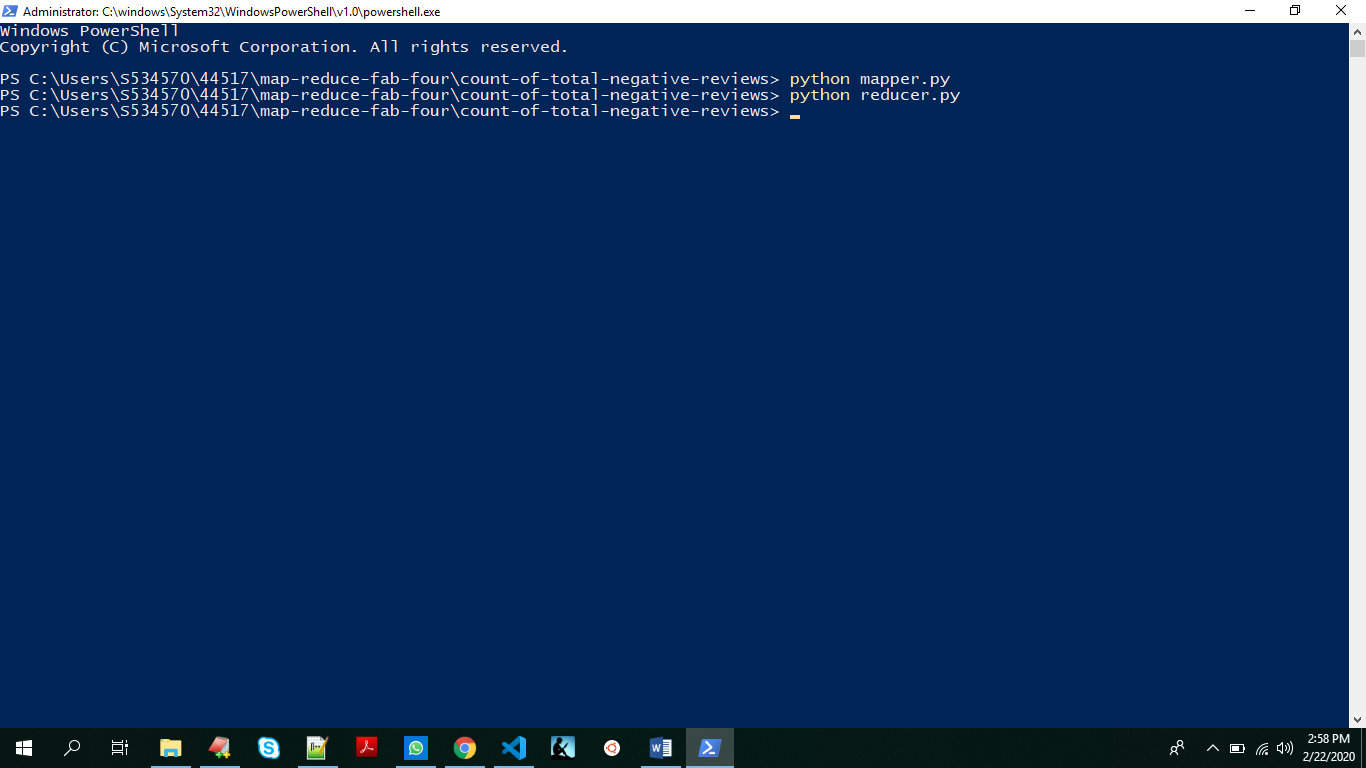 Administrator: C:\windows\System32\WindowsPowerShell\v1.0\powershell.exe
Windows PowerShell
Copyright (C) Microsoft Corporation. All rights reserved.
PS C:\Users\S534570\44517\map-reduce-fab-four\count-of-total-negative-reviews> python mapper.py
PS C:\Users\S534570\44517\map-reduce-fab-four\count-of-total-negative-reviews> python reducer.py
PS C:\Users\S534570\44517\map-reduce-fab-four\count-of-total-negative-reviews>
2:58 PM
2/22/2020